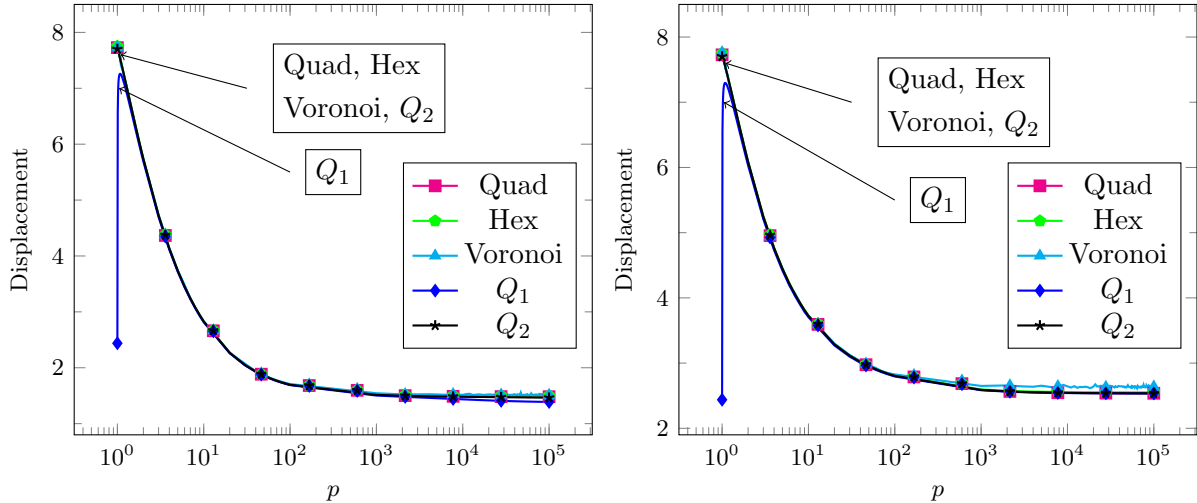 8
6
4
2
10^0
10^1
10^2
10^3
10^4
10^5
p
Displacement
Quad, Hex
Voronoi, Q_2
Q_1
Quad
Hex
Voronoi
Q_1
Q_2
8
6
4
2
10^0
10^1
10^2
10^3
10^4
10^5
p
Displacement
Quad, Hex
Voronoi, Q_2
Q_1
Quad
Hex
Voronoi
Q_1
Q_2